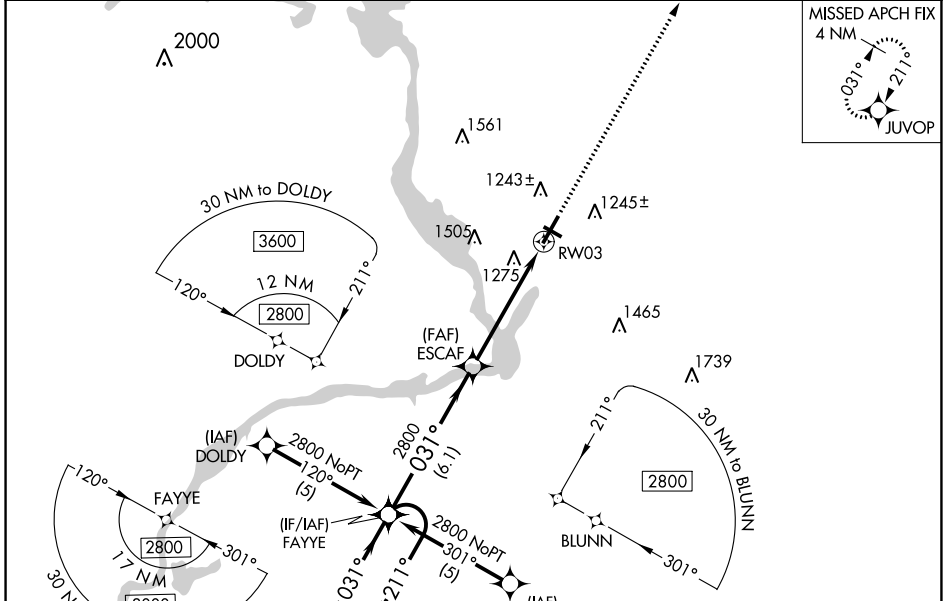 MISSED APCH FIX
4 NM
031°
211°
JUVOP
2000
1561
1243±
1245±
1505
1275
RW03
30 NM to DOLDY
3600
120°
211°
12 NM
2800
DOLDY
1465
(FAF)
ESCAF
1739
2800
031°
(6.1)
(IAF)
DOLDY
2800 NoPT
120°
(5)
211°
30 NM to BLUNN
2800
BLUNN
301°
120°
FAYYE
2800
301°
17 NM
30 N
(IF/IAF)
FAYYE
2800 NoPT
301°
(5)
031°
211°